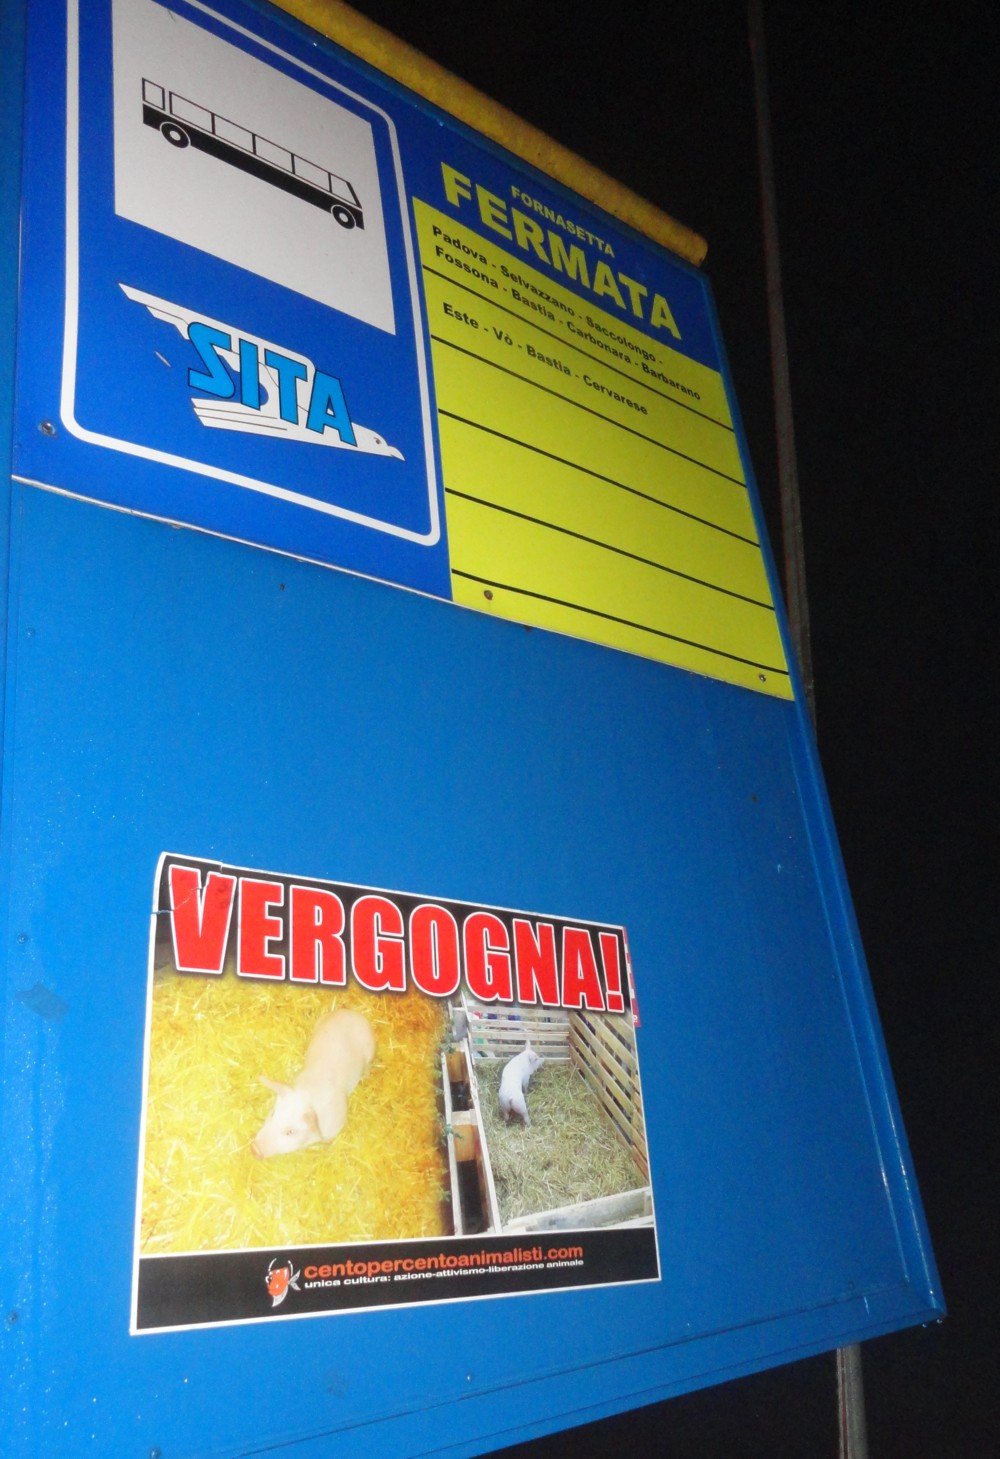 FORNASETTA
FERMATA
Padova - Selvazzano - Saccolongo -
Fossona - Bastia - Carbonara - Barbarano
Este - Vò - Bastia - Cervarese
SITA
VERGOGNA!
centopercentoanimalisti.com
unica cultura: azione-attivismo-liberazione animale